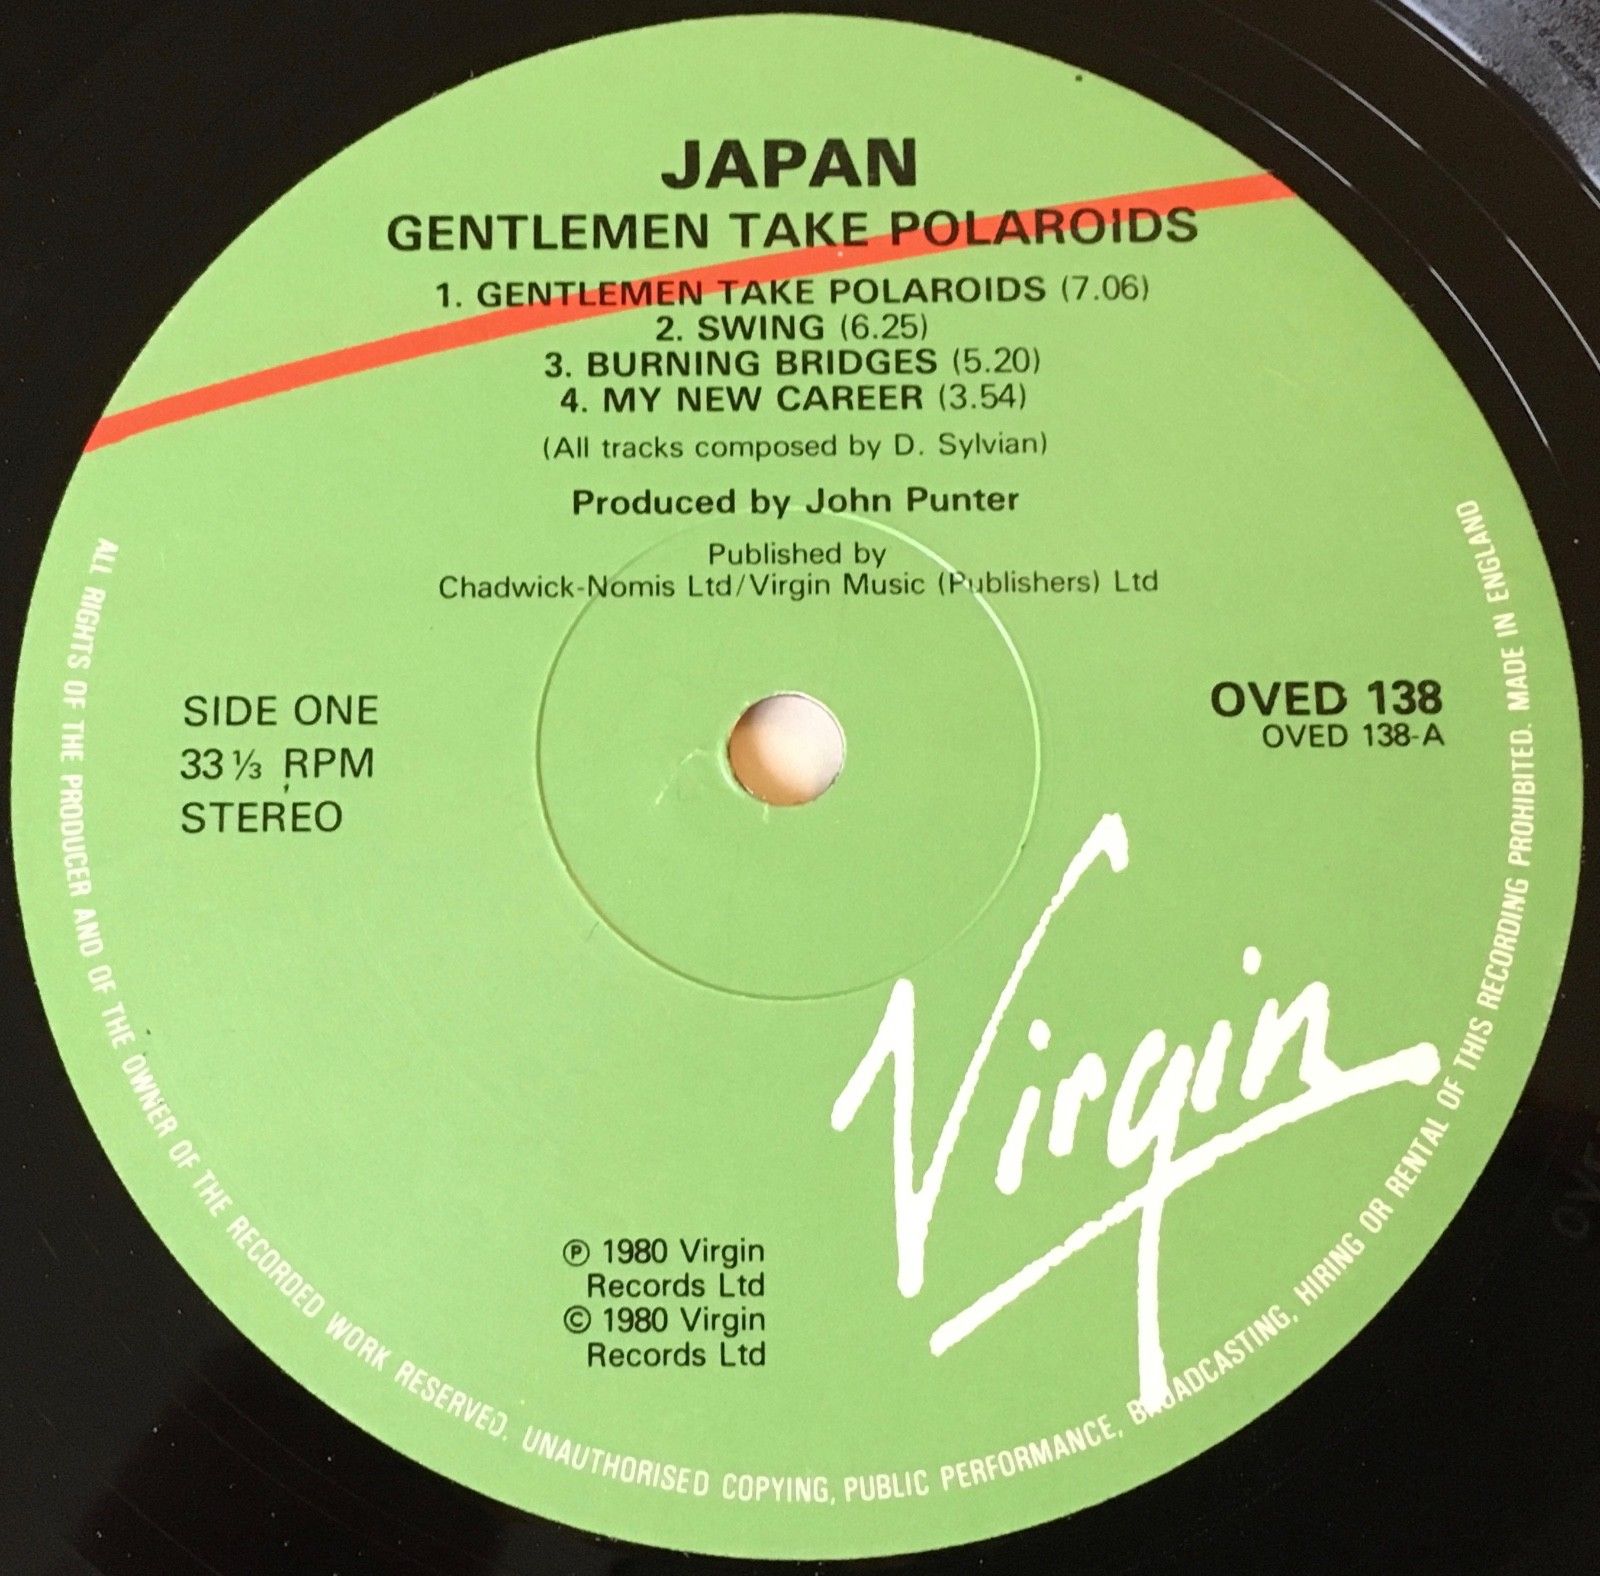 JAPAN
GENTLEMEN TAKE POLAROIDS
1. GENTLEMEN TAKE POLAROIDS (7.06)
2. SWING (6.25)
3. BURNING BRIDGES (5.20)
4. MY NEW CAREER (3.54)
(All tracks composed by D. Sylvian)
Produced by John Punter
Published by
Chadwick-Nomis Ltd/Virgin Music (Publishers) Ltd
SIDE ONE
33 ⅓ RPM
STEREO
OVED 138
OVED 138-A
Virgin
℗ 1980 Virgin
Records Ltd
© 1980 Virgin
Records Ltd
ALL RIGHTS OF THE PRODUCER AND OF THE OWNER OF THE RECORDED WORK RESERVED. UNAUTHORISED COPYING, PUBLIC PERFORMANCE, BROADCASTING, HIRING OR RENTAL OF THIS RECORDING PROHIBITED. MADE IN ENGLAND